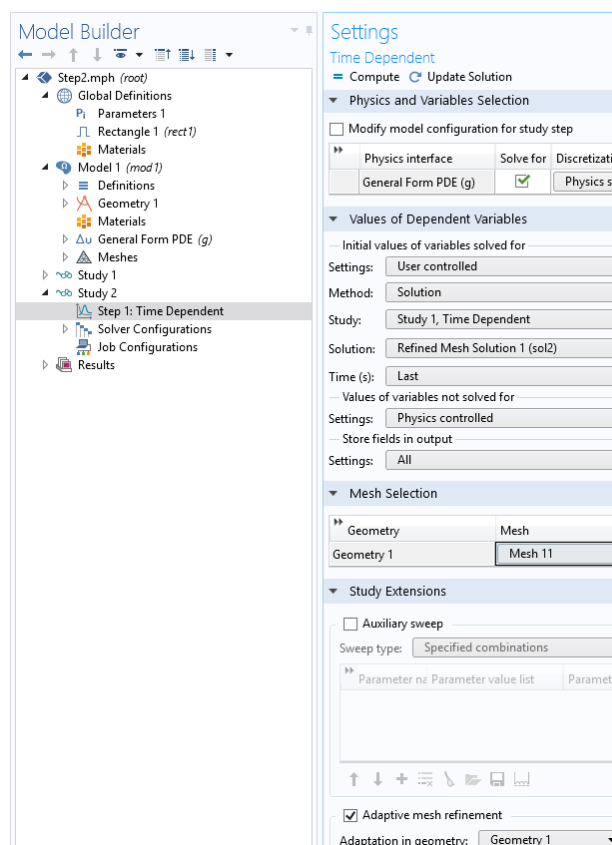 Model Builder
Step2.mph (root)
Global Definitions
Pi Parameters 1
Rectangle 1 (rect1)
Materials
Model 1 (mod1)
Definitions
Geometry 1
Materials
Δu General Form PDE (g)
Meshes
Study 1
Study 2
Step 1: Time Dependent
Solver Configurations
Job Configurations
Results
Settings
Time Dependent
= Compute Update Solution
Physics and Variables Selection
Modify model configuration for study step
Physics interface Solve for Discretizati
General Form PDE (g) Physics s
Values of Dependent Variables
Initial values of variables solved for
Settings: User controlled
Method: Solution
Study: Study 1, Time Dependent
Solution: Refined Mesh Solution 1 (sol2)
Time (s): Last
Values of variables not solved for
Settings: Physics controlled
Store fields in output
Settings: All
Mesh Selection
Geometry Mesh
Geometry 1 Mesh 11
Study Extensions
Auxiliary sweep
Sweep type: Specified combinations
Parameter na Parameter value list Paramet
Adaptive mesh refinement
Adaptation in geometry: Geometry 1